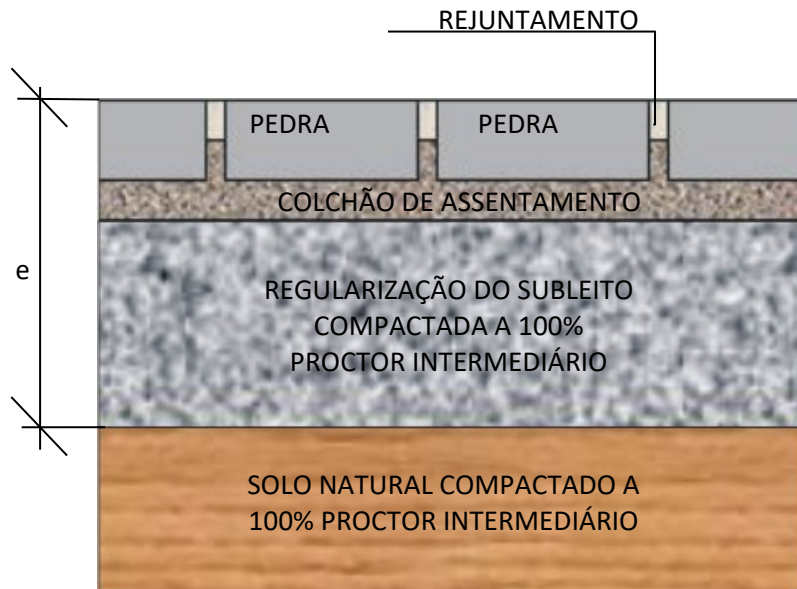 REJUNTAMENTO
PEDRA
PEDRA
COLCHÃO DE ASSENTAMENTO
e
REGULARIZAÇÃO DO SUBLEITO
COMPACTADA A 100%
PROCTOR INTERMEDIÁRIO
SOLO NATURAL COMPACTADO A
100% PROCTOR INTERMEDIÁRIO